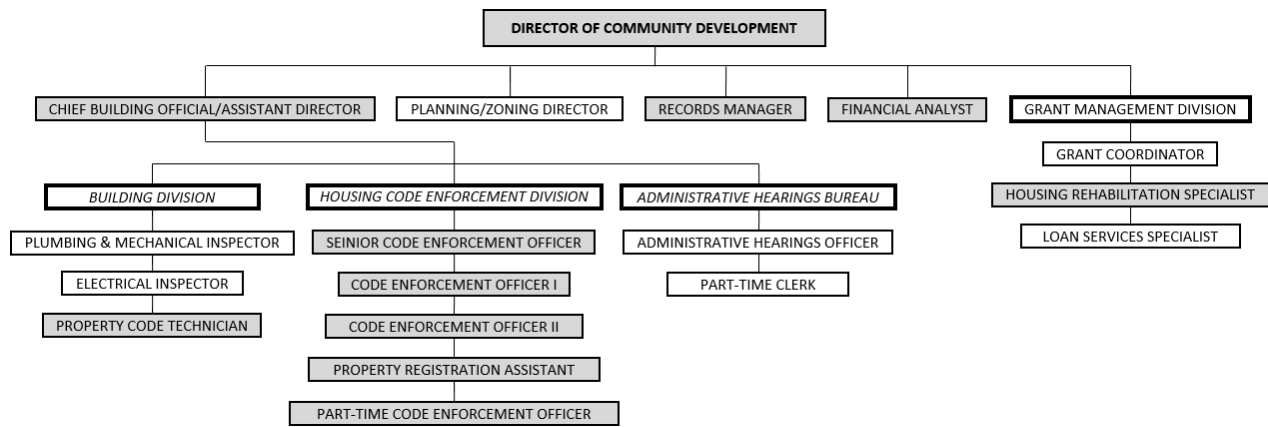 DIRECTOR OF COMMUNITY DEVELOPMENT
CHIEF BUILDING OFFICIAL/ASSISTANT DIRECTOR
PLANNING/ZONING DIRECTOR
RECORDS MANAGER
FINANCIAL ANALYST
GRANT MANAGEMENT DIVISION
GRANT COORDINATOR
HOUSING REHABILITATION SPECIALIST
LOAN SERVICES SPECIALIST
BUILDING DIVISION
PLUMBING & MECHANICAL INSPECTOR
ELECTRICAL INSPECTOR
PROPERTY CODE TECHNICIAN
HOUSING CODE ENFORCEMENT DIVISION
SEINIOR CODE ENFORCEMENT OFFICER
CODE ENFORCEMENT OFFICER I
CODE ENFORCEMENT OFFICER II
PROPERTY REGISTRATION ASSISTANT
PART-TIME CODE ENFORCEMENT OFFICER
ADMINISTRATIVE HEARINGS BUREAU
ADMINISTRATIVE HEARINGS OFFICER
PART-TIME CLERK